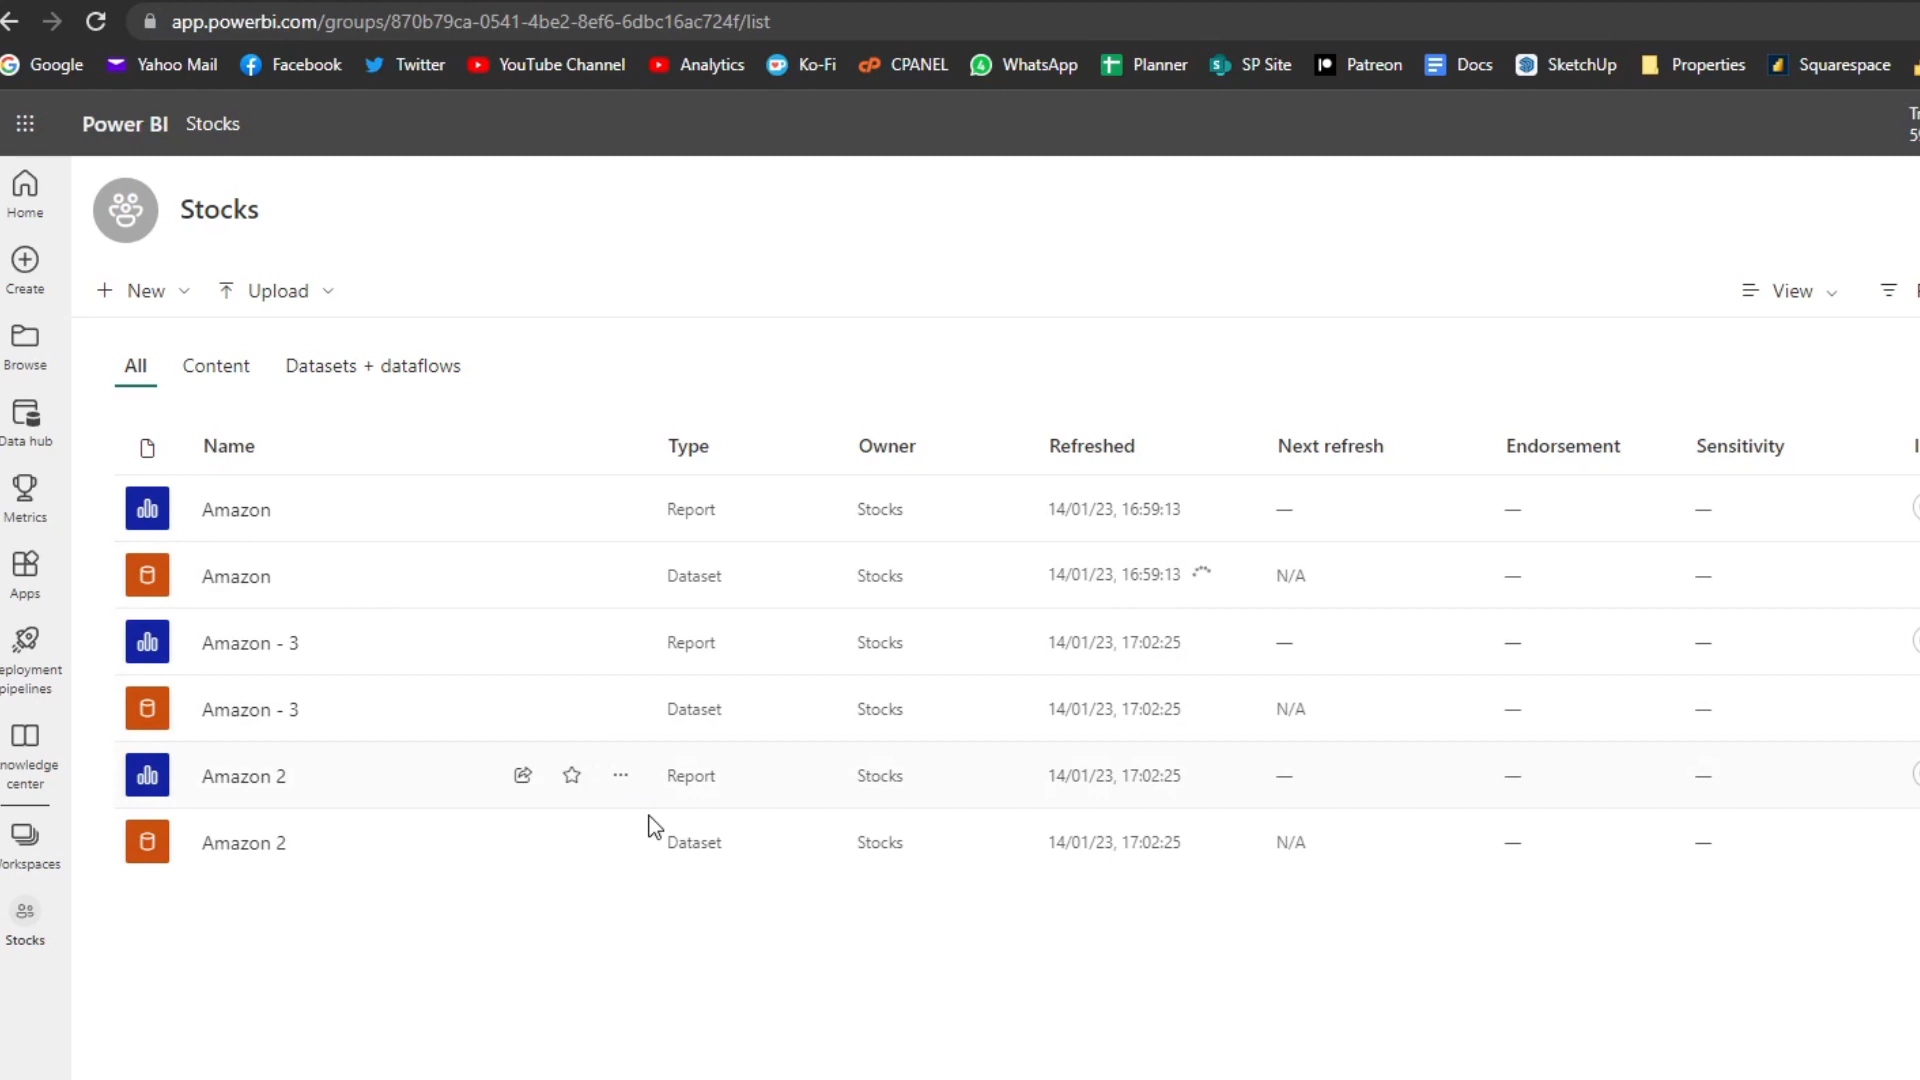 app.powerbi.com/groups/870b79ca-0541-4be2-8ef6-6dbc16ac724f/list
Google Yahoo Mail Facebook Twitter YouTube Channel Analytics Ko-Fi CPANEL WhatsApp Planner SP Site Patreon Docs SketchUp Properties Squarespace
Power BI Stocks
Home
Create
Browse
Data hub
Metrics
Apps
eployment
pipelines
nowledge
center
orkspaces
Stocks
Stocks
New Upload View
All Content Datasets + dataflows
Name Type Owner Refreshed Next refresh Endorsement Sensitivity
Amazon Report Stocks 14/01/23, 16:59:13 — — —
Amazon Dataset Stocks 14/01/23, 16:59:13 N/A — —
Amazon - 3 Report Stocks 14/01/23, 17:02:25 — — —
Amazon - 3 Dataset Stocks 14/01/23, 17:02:25 N/A — —
Amazon 2 Report Stocks 14/01/23, 17:02:25 — — —
Amazon 2 Dataset Stocks 14/01/23, 17:02:25 N/A — —